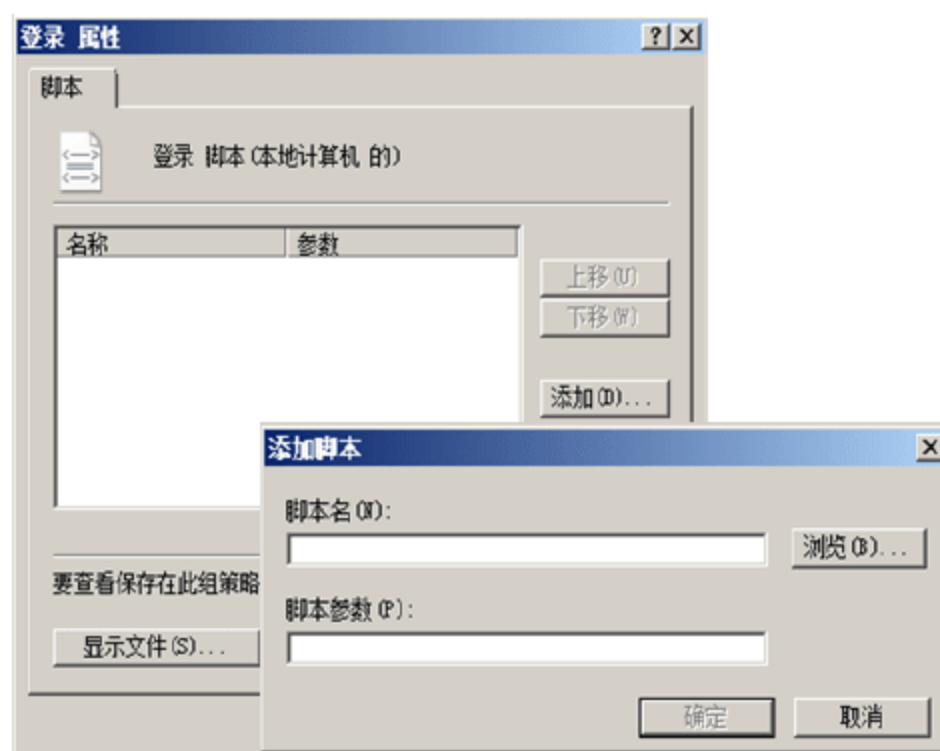 登录 属性
脚本
登录 脚本(本地计算机 的)
名称
参数
上移(U)
下移(W)
添加(D)...
添加脚本
脚本名(N):
浏览(B)...
要查看保存在此组策略
脚本参数(P):
显示文件(S)...
确定
取消